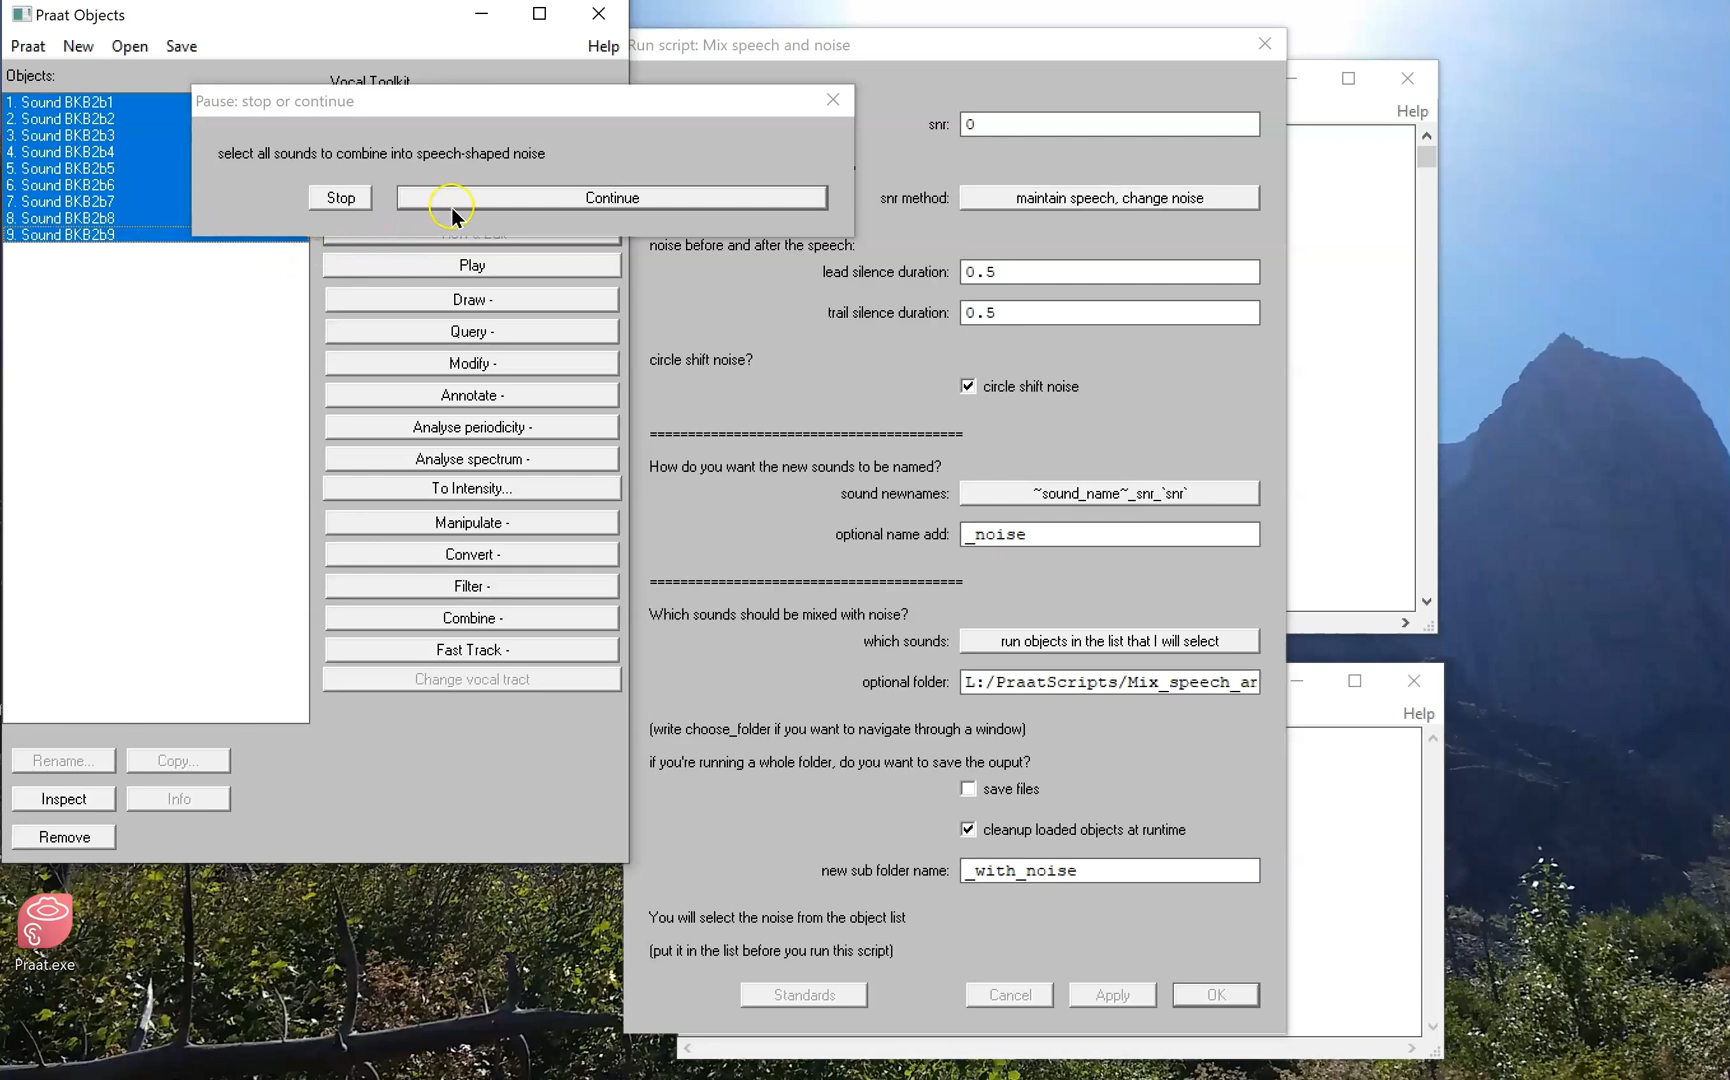 Praat Objects
Praat New Open Save Help
Objects:
Vocal Toolkit
1. Sound BKB2b1
2. Sound BKB2b2
3. Sound BKB2b3
4. Sound BKB2b4
5. Sound BKB2b5
6. Sound BKB2b6
7. Sound BKB2b7
8. Sound BKB2b8
9. Sound BKB2b9
Pause: stop or continue
select all sounds to combine into speech-shaped noise
Stop
Continue
Play
Draw -
Query -
Modify -
Annotate -
Analyse periodicity -
Analyse spectrum -
To Intensity...
Manipulate -
Convert -
Filter -
Combine -
Fast Track -
Change vocal tract
Rename...
Copy...
Inspect
Info
Remove
Praat.exe
Run script: Mix speech and noise
snr: 0
snr method: maintain speech, change noise
noise before and after the speech:
lead silence duration: 0.5
trail silence duration: 0.5
circle shift noise?
circle shift noise
=========================================
How do you want the new sounds to be named?
sound newnames: ~sound_name~_snr_`snr`
optional name add: _noise
=========================================
Which sounds should be mixed with noise?
which sounds: run objects in the list that I will select
optional folder: L:/PraatScripts/Mix_speech_ar
(write choose_folder if you want to navigate through a window)
if you're running a whole folder, do you want to save the ouput?
save files
cleanup loaded objects at runtime
new sub folder name: _with_noise
You will select the noise from the object list
(put it in the list before you run this script)
Standards
Cancel
Apply
OK
Help
Help